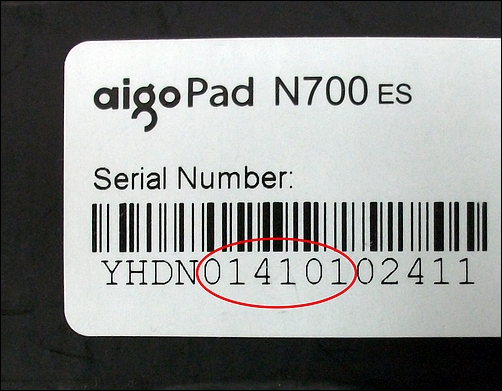 aigoPad N700 ES
Serial Number:
YHDN01410102411